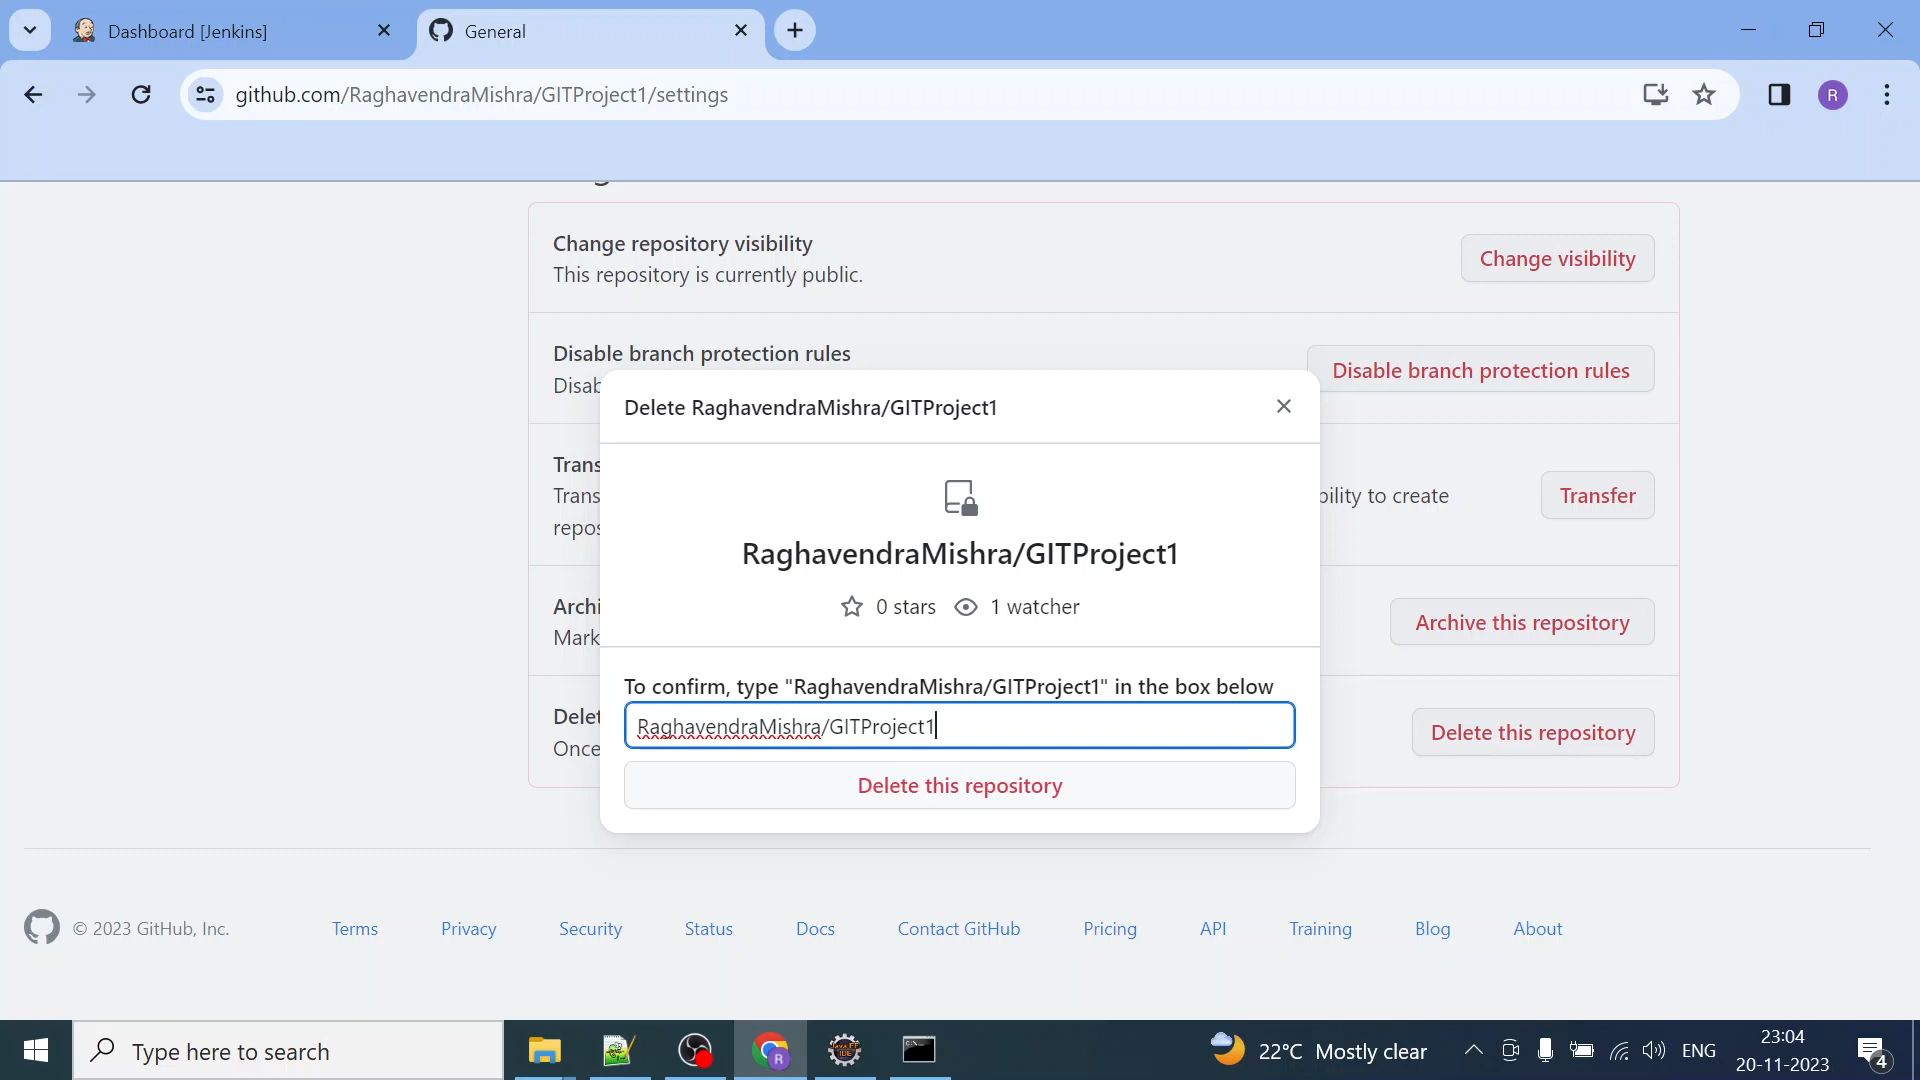 Dashboard [Jenkins]
General
github.com/RaghavendraMishra/GITProject1/settings
R
Change repository visibility
This repository is currently public.
Change visibility
Disable branch protection rules
Disab
Disable branch protection rules
Delete RaghavendraMishra/GITProject1
Trans
Trans
bility to create
repos
Transfer
RaghavendraMishra/GITProject1
0 stars
1 watcher
Archi
Mark
Archive this repository
To confirm, type "RaghavendraMishra/GITProject1" in the box below
RaghavendraMishra/GITProject1
Delet
Once
Delete this repository
Delete this repository
© 2023 GitHub, Inc.
Terms
Privacy
Security
Status
Docs
Contact GitHub
Pricing
API
Training
Blog
About
Type here to search
R
22°C Mostly clear
ENG
23:04
20-11-2023
4